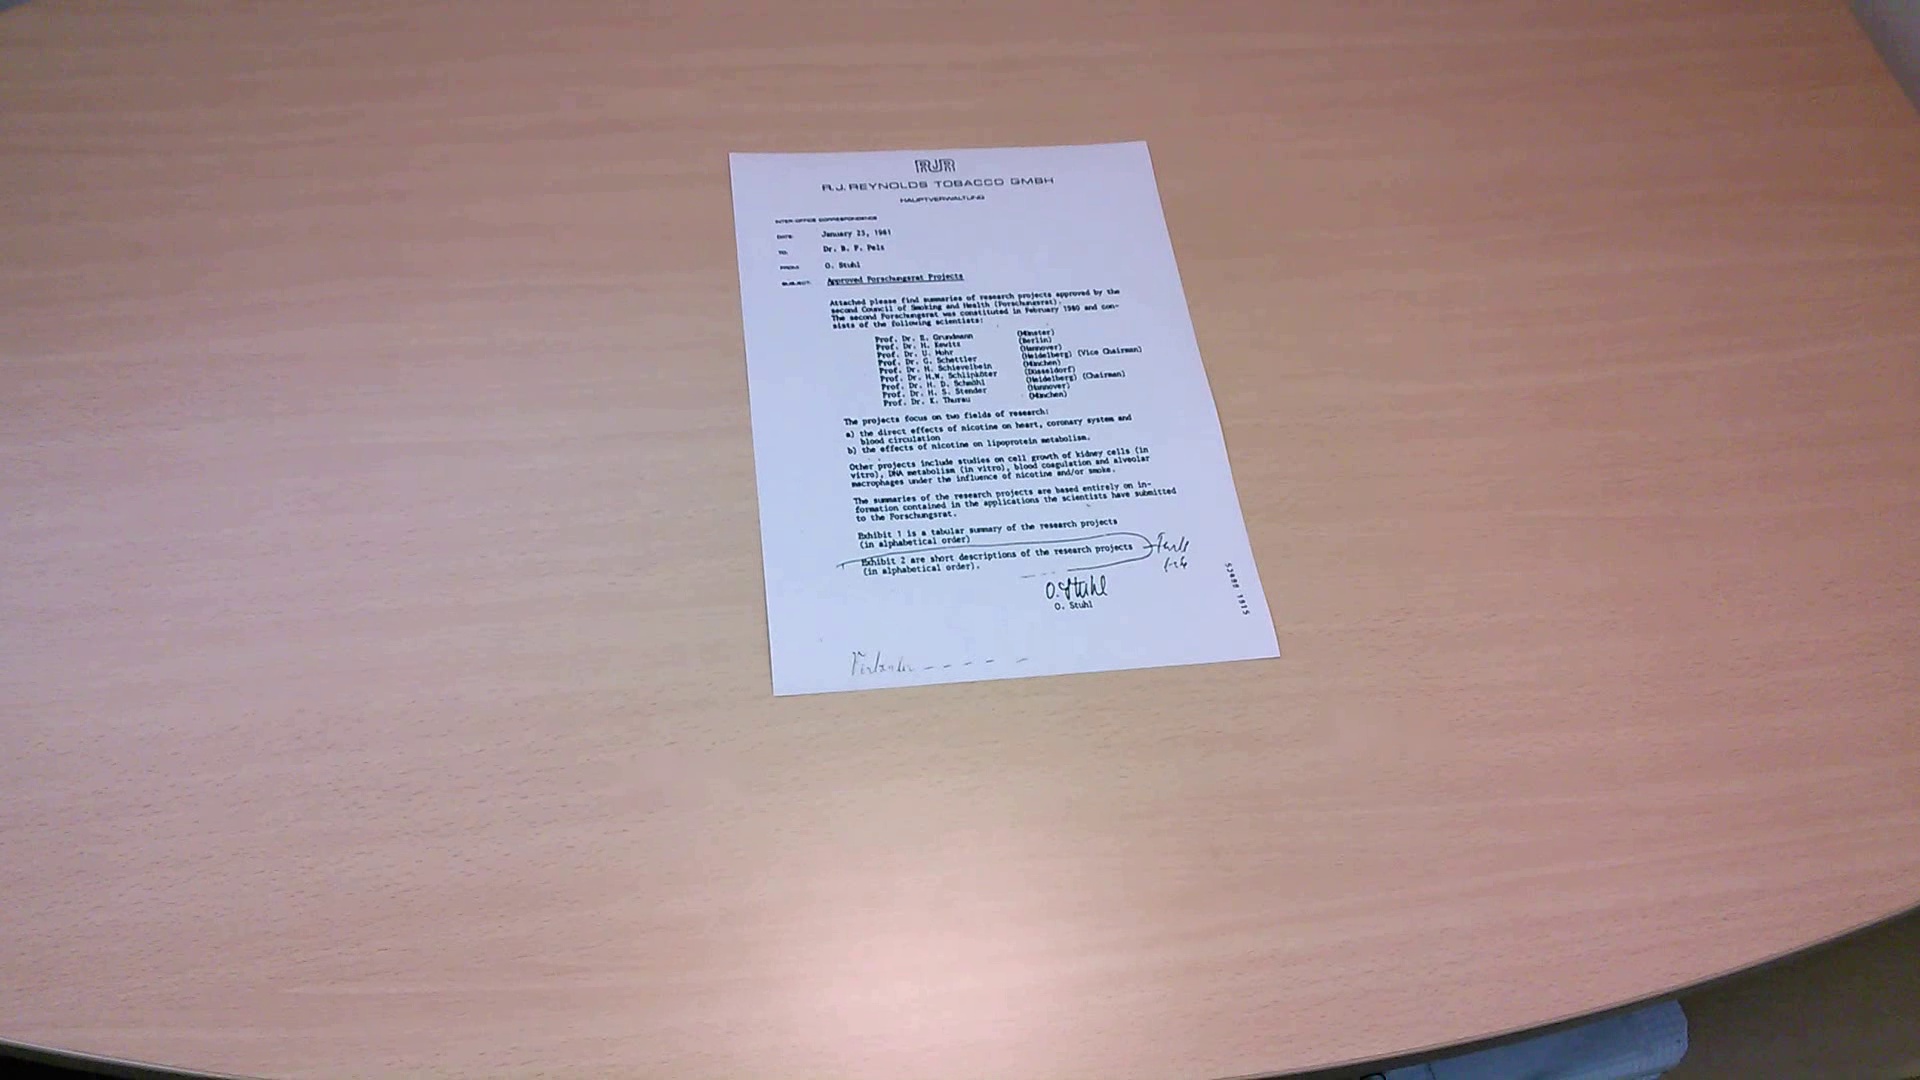 RJR
R.J. REYNOLDS TOBACCO GMBH
HAUPTVERWALTUNG
INTER-OFFICE CORRESPONDENCE
DATE: January 23, 1981
TO: Dr. B. F. Pelz
FROM: O. Stuhl
SUBJECT: Approved Forschungsrat Projects
Attached please find summaries of research projects approved by the
second Council of Smoking and Health (Forschungsrat).
The second Forschungsrat was constituted in February 1980 and con-
sists of the following scientists:
Prof. Dr. E. Grundmann (Münster)
Prof. Dr. H. Kewitz (Berlin)
Prof. Dr. U. Mohr (Hannover)
Prof. Dr. G. Schettler (Heidelberg) (Vice Chairman)
Prof. Dr. H. Schievelbein (München)
Prof. Dr. H.W. Schlipköter (Düsseldorf)
Prof. Dr. H. D. Schmähl (Heidelberg) (Chairman)
Prof. Dr. H. S. Stender (Hannover)
Prof. Dr. K. Thurau (München)
The projects focus on two fields of research:
a) the direct effects of nicotine on heart, coronary system and
blood circulation
b) the effects of nicotine on lipoprotein metabolism.
Other projects include studies on cell growth of kidney cells (in
vitro), DNA metabolism (in vitro), blood coagulation and alveolar
macrophages under the influence of nicotine and/or smoke.
The summaries of the research projects are based entirely on in-
formation contained in the applications the scientists have submitted
to the Forschungsrat.
Exhibit 1 is a tabular summary of the research projects
(in alphabetical order)
Exhibit 2 are short descriptions of the research projects
(in alphabetical order).
O. Stuhl
O. Stuhl